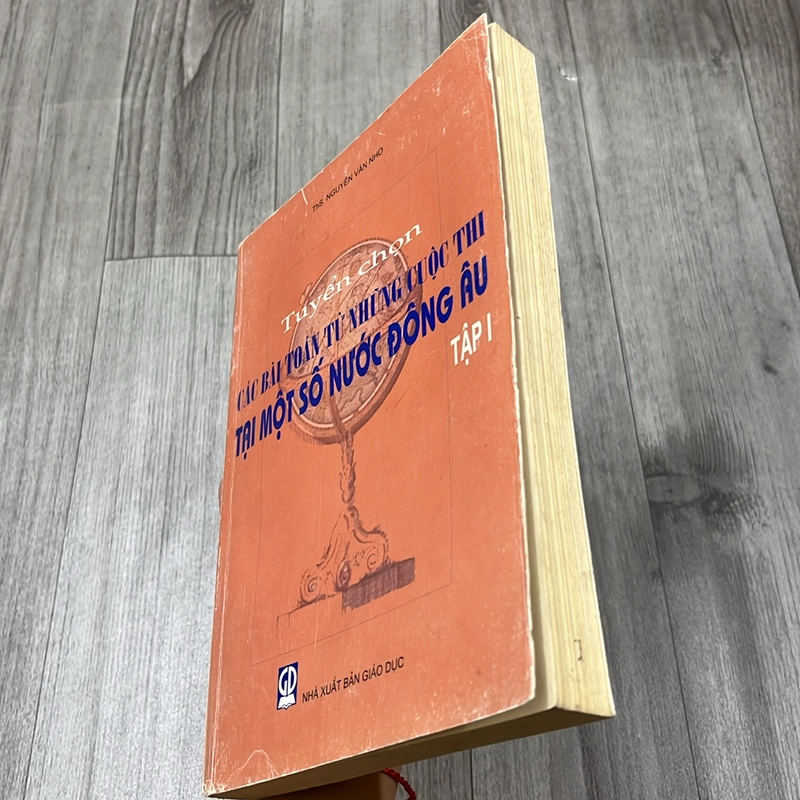 ThS. NGUYỄN VĂN NHO
Tuyển chọn
CÁC BÀI TOÁN TỪ NHỮNG CUỘC THI
TẠI MỘT SỐ NƯỚC ĐÔNG ÂU
TẬP I
GD
NHÀ XUẤT BẢN GIÁO DỤC